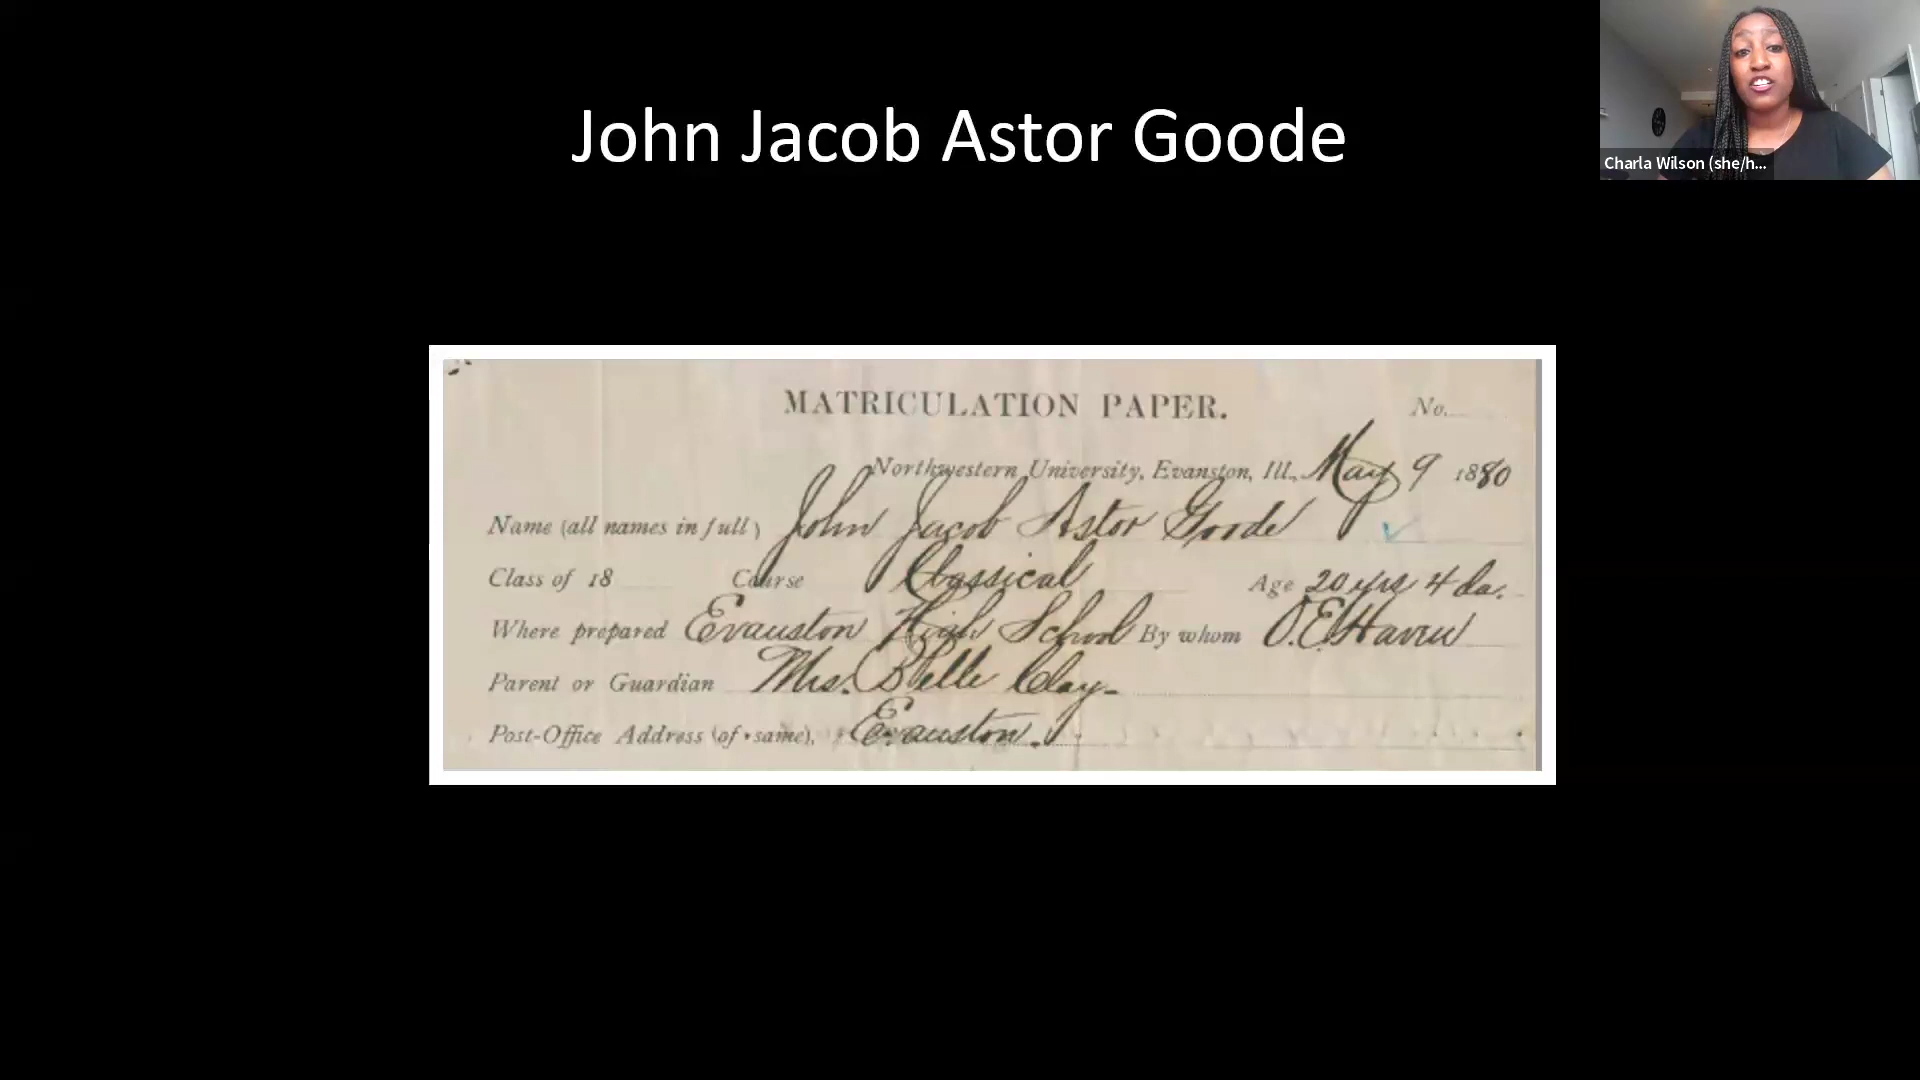 John Jacob Astor Goode
Charla Wilson (she/h...
MATRICULATION PAPER. No.
Northwestern University, Evanston, Ill., May 9 1880
Name (all names in full) John Jacob Astor Goode
Class of 18 Course Classical Age 20 yrs 4 da.
Where prepared Evanston High School By whom O.E. Haven
Parent or Guardian Mrs. Belle Clay.
Post-Office Address (of same), Evanston.